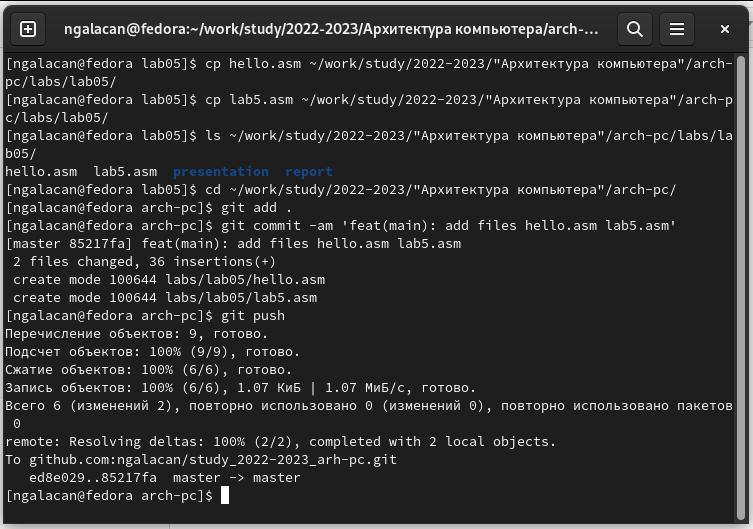 ngalacan@fedora:~/work/study/2022-2023/Архитектура компьютера/arch-...
[ngalacan@fedora lab05]$ cp hello.asm ~/work/study/2022-2023/"Архитектура компьютера"/arch-
pc/labs/lab05/
[ngalacan@fedora lab05]$ cp lab5.asm ~/work/study/2022-2023/"Архитектура компьютера"/arch-p
c/labs/lab05/
[ngalacan@fedora lab05]$ ls ~/work/study/2022-2023/"Архитектура компьютера"/arch-pc/labs/la
b05/
hello.asm  lab5.asm  presentation  report
[ngalacan@fedora lab05]$ cd ~/work/study/2022-2023/"Архитектура компьютера"/arch-pc/
[ngalacan@fedora arch-pc]$ git add .
[ngalacan@fedora arch-pc]$ git commit -am 'feat(main): add files hello.asm lab5.asm'
[master 85217fa] feat(main): add files hello.asm lab5.asm
 2 files changed, 36 insertions(+)
 create mode 100644 labs/lab05/hello.asm
 create mode 100644 labs/lab05/lab5.asm
[ngalacan@fedora arch-pc]$ git push
Перечисление объектов: 9, готово.
Подсчет объектов: 100% (9/9), готово.
Сжатие объектов: 100% (6/6), готово.
Запись объектов: 100% (6/6), 1.07 КиБ | 1.07 МиБ/с, готово.
Всего 6 (изменений 2), повторно использовано 0 (изменений 0), повторно использовано пакетов
 0
remote: Resolving deltas: 100% (2/2), completed with 2 local objects.
To github.com:ngalacan/study_2022-2023_arh-pc.git
   ed8e029..85217fa  master -> master
[ngalacan@fedora arch-pc]$